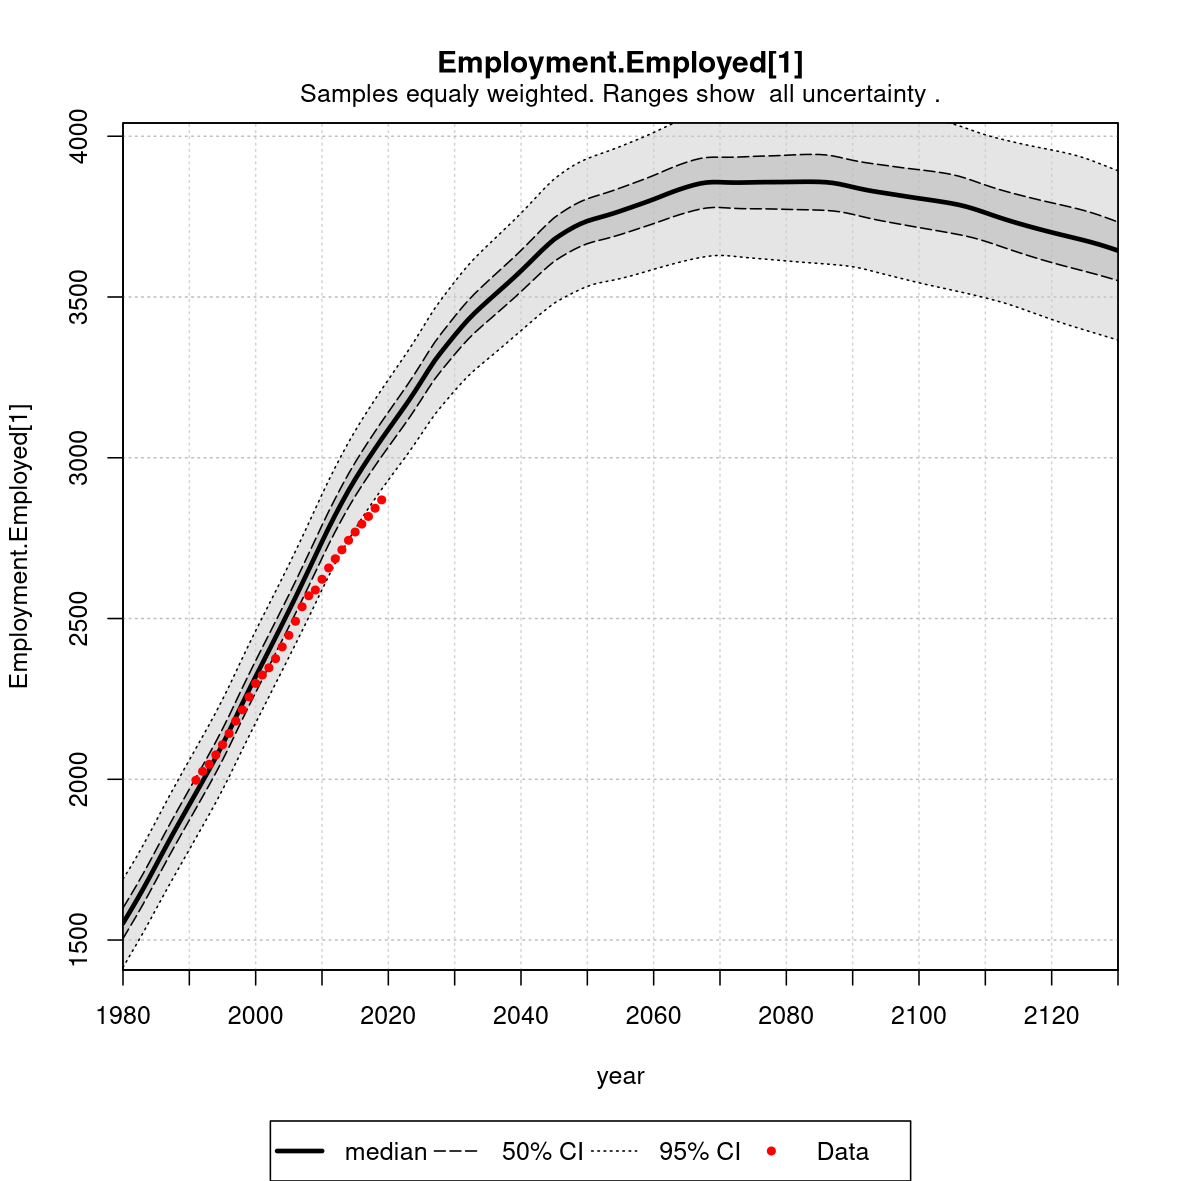 Employment.Employed[1]
Samples equaly weighted. Ranges show  all uncertainty .
Employment.Employed[1]
4000
3500
3000
2500
2000
1500
1980 2000 2020 2040 2060 2080 2100 2120
year
median 50% CI 95% CI Data